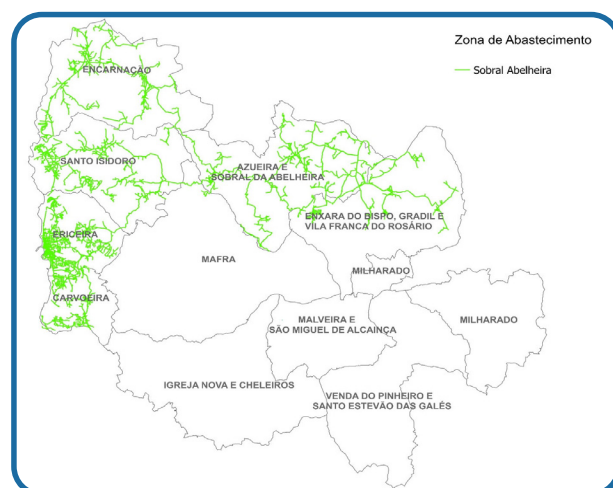 Zona de Abastecimento
Sobral Abelheira
ENCARNAÇÃO
SANTO ISIDORO
AZUEIRA E
SOBRAL DA ABELHEIRA
ENXARA DO BISPO, GRADIL E
VILA FRANCA DO ROSÁRIO
ERICEIRA
MAFRA
MILHARADO
CARVOEIRA
MALVEIRA E
SÃO MIGUEL DE ALCAINÇA
MILHARADO
IGREJA NOVA E CHELEIROS
VENDA DO PINHEIRO E
SANTO ESTEVÃO DAS GALÉS